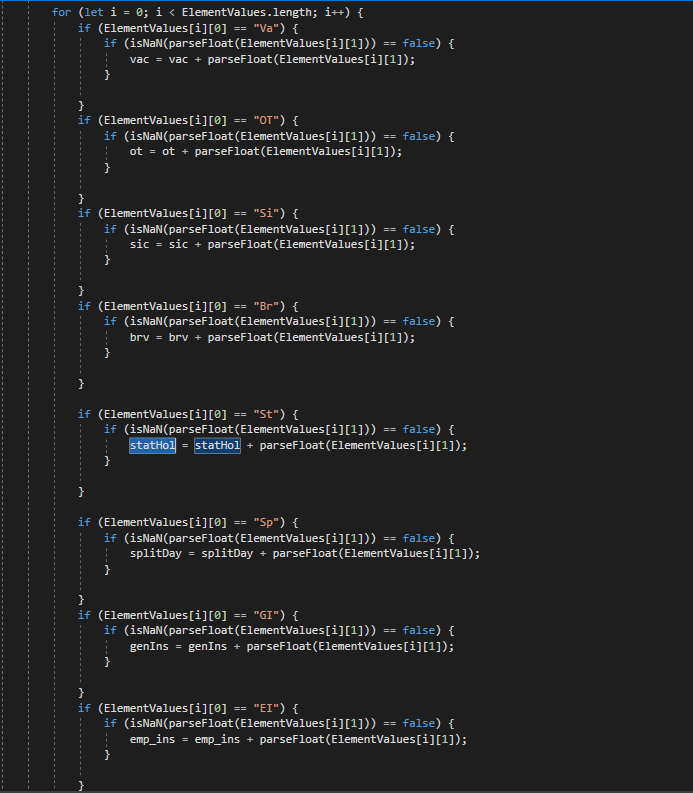 for (let i = 0; i < ElementValues.length; i++) {
if (ElementValues[i][0] == "Va") {
if (isNaN(parseFloat(ElementValues[i][1])) == false) {
vac = vac + parseFloat(ElementValues[i][1]);
}
}
if (ElementValues[i][0] == "OT") {
if (isNaN(parseFloat(ElementValues[i][1])) == false) {
ot = ot + parseFloat(ElementValues[i][1]);
}
}
if (ElementValues[i][0] == "Si") {
if (isNaN(parseFloat(ElementValues[i][1])) == false) {
sic = sic + parseFloat(ElementValues[i][1]);
}
}
if (ElementValues[i][0] == "Br") {
if (isNaN(parseFloat(ElementValues[i][1])) == false) {
brv = brv + parseFloat(ElementValues[i][1]);
}
}
if (ElementValues[i][0] == "St") {
if (isNaN(parseFloat(ElementValues[i][1])) == false) {
statHol = statHol + parseFloat(ElementValues[i][1]);
}
}
if (ElementValues[i][0] == "Sp") {
if (isNaN(parseFloat(ElementValues[i][1])) == false) {
splitDay = splitDay + parseFloat(ElementValues[i][1]);
}
}
if (ElementValues[i][0] == "GI") {
if (isNaN(parseFloat(ElementValues[i][1])) == false) {
genIns = genIns + parseFloat(ElementValues[i][1]);
}
}
if (ElementValues[i][0] == "EI") {
if (isNaN(parseFloat(ElementValues[i][1])) == false) {
emp_ins = emp_ins + parseFloat(ElementValues[i][1]);
}
}